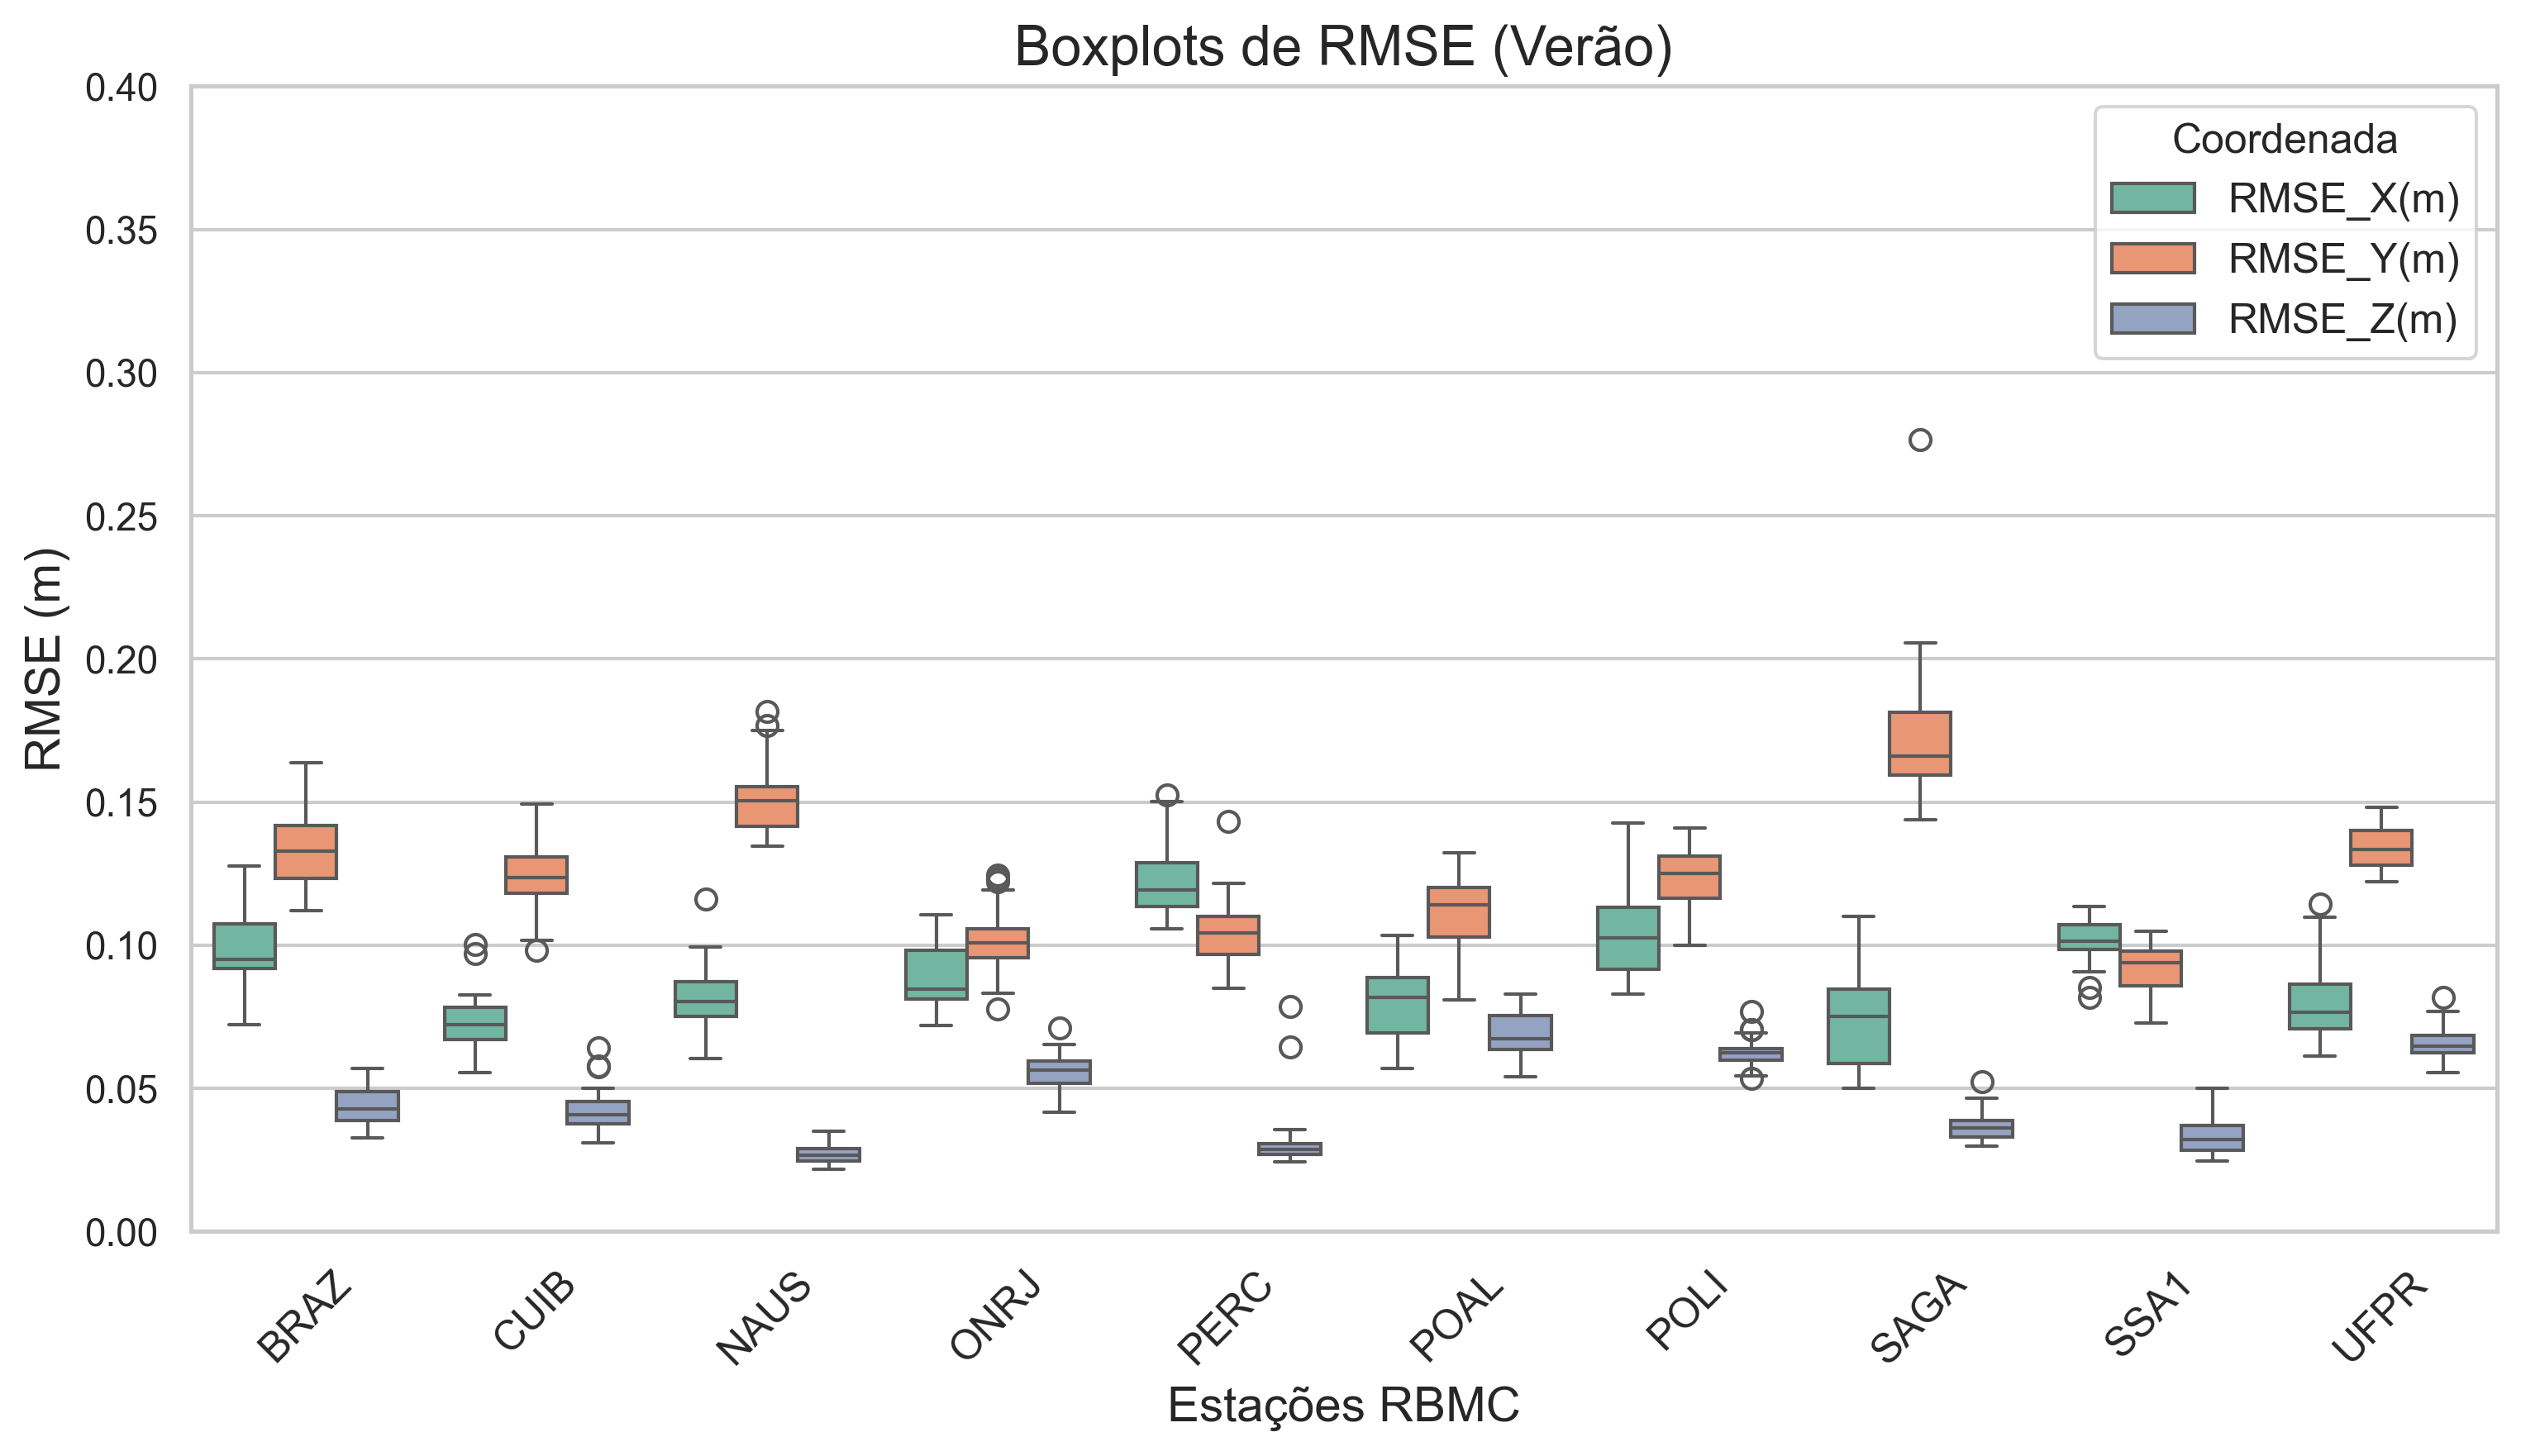 Boxplots de RMSE (Verão)
0.40
0.35
0.30
0.25
0.20
0.15
0.10
0.05
0.00
RMSE (m)
Coordenada
RMSE_X(m)
RMSE_Y(m)
RMSE_Z(m)
BRAZ
CUIB
NAUS
ONRJ
PERC
POAL
POLI
SAGA
SSA1
UFPR
Estações RBMC